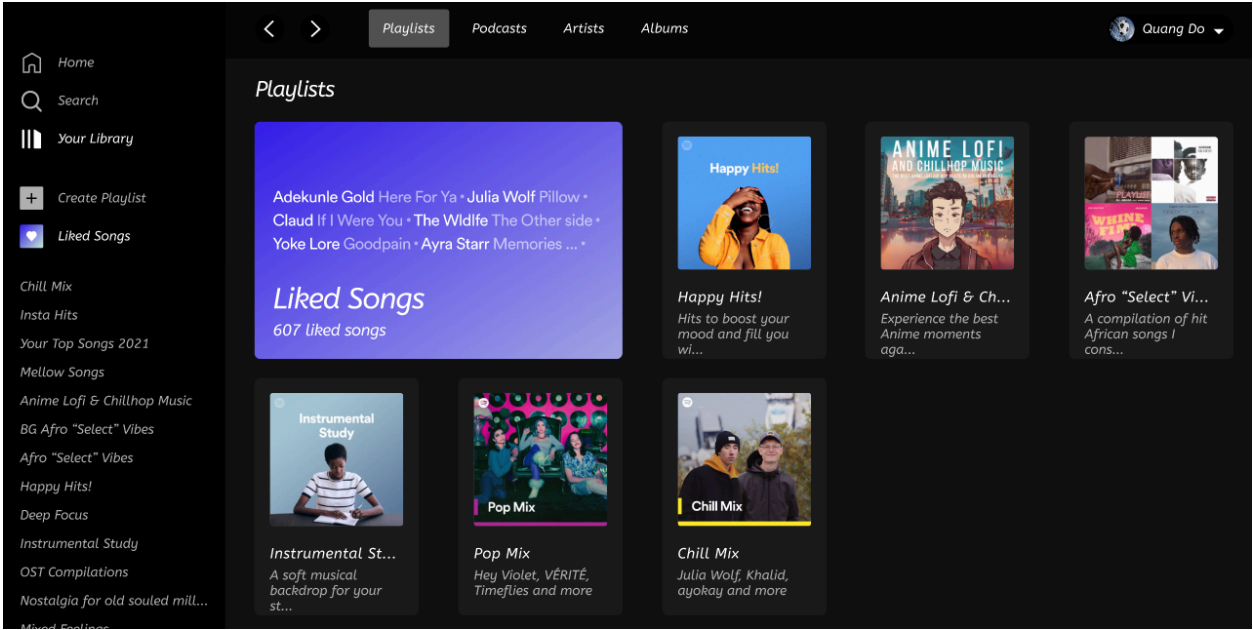 Playlists
Podcasts
Artists
Albums
Quang Do
Home
Search
Your Library
Create Playlist
Liked Songs
Chill Mix
Insta Hits
Your Top Songs 2021
Mellow Songs
Anime Lofi & Chillhop Music
BG Afro “Select” Vibes
Afro “Select” Vibes
Happy Hits!
Deep Focus
Instrumental Study
OST Compilations
Nostalgia for old souled mill...
Mixed Feelings
Playlists
Adekunle Gold Here For Ya • Julia Wolf Pillow •
Claud If I Were You • The Wldlfe The Other side •
Yoke Lore Goodpain • Ayra Starr Memories ... •
Liked Songs
607 liked songs
Happy Hits!
Happy Hits!
Hits to boost your
mood and fill you
wi...
ANIME LOFI
AND CHILLHOP MUSIC
Anime Lofi & Ch...
Experience the best
Anime moments
aga...
PLAYLIST
WHINE
TIME
Afro “Select” Vi...
A compilation of hit
African songs I
cons...
Instrumental
Study
Instrumental St...
A soft musical
backdrop for your
st...
Pop Mix
Pop Mix
Hey Violet, VÉRITÉ,
Timeflies and more
Chill Mix
Chill Mix
Julia Wolf, Khalid,
ayokay and more